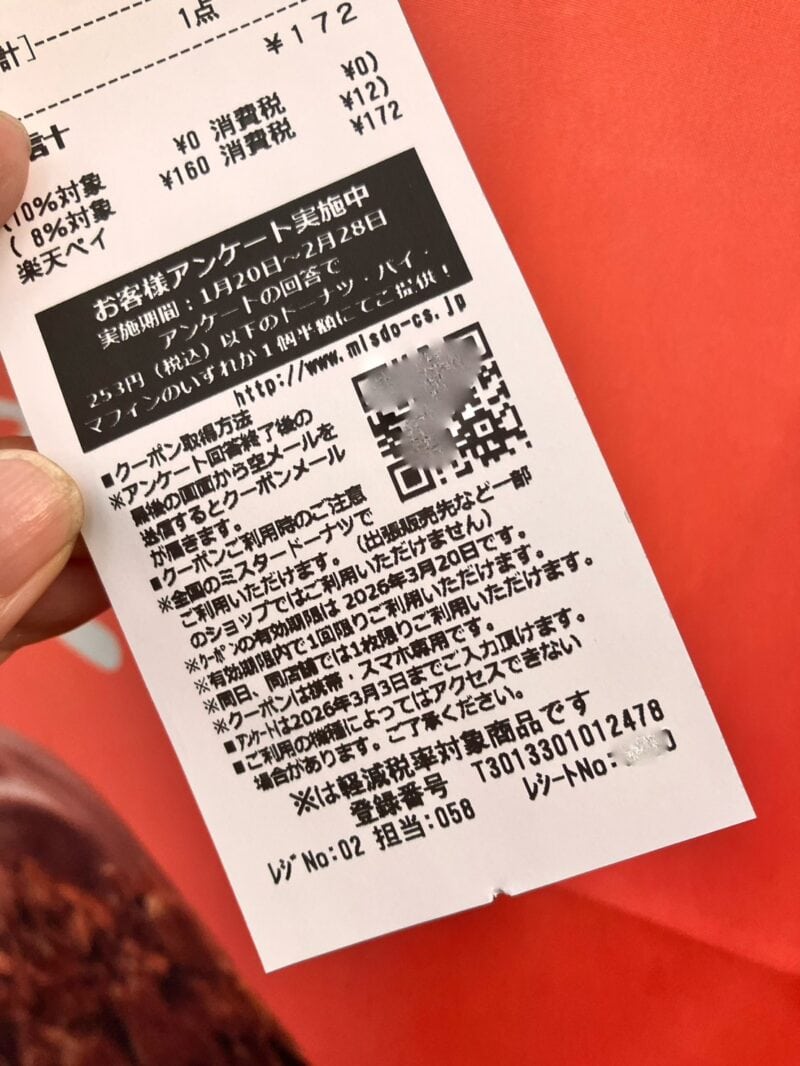 計] 1点 ¥172
合計
(10%対象 ¥0 消費税 ¥0)
( 8%対象 ¥160 消費税 ¥12)
楽天ペイ ¥172
お客様アンケート実施中
実施期間：1月20日～2月28日
アンケートの回答で
253円（税込）以下のドーナツ・パイ・
マフィンのいずれか１個半額にてご提供！
http://www.misdo-cs.jp
■クーポン取得方法
※アンケート回答終了後の
最後の画面から空メールを
送信するとクーポンメール
が届きます。
■クーポンご利用時のご注意
※全国のミスタードーナツで
ご利用いただけます。（出張販売先など一部
のショップではご利用いただけません）
※クーポンの有効期限は 2026年3月20日です。
※有効期限内で1回限りご利用いただけます。
※同日、同店舗では1枚限りご利用いただけます。
※クーポンは携帯・スマホ専用です。
■アンケートは2026年3月3日までご入力頂けます。
■ご利用の機種によってはアクセスできない
場合があります。ご了承ください。
※は軽減税率対象商品です
登録番号 T3013301012478
レジNo:02 担当:058 レシートNo: